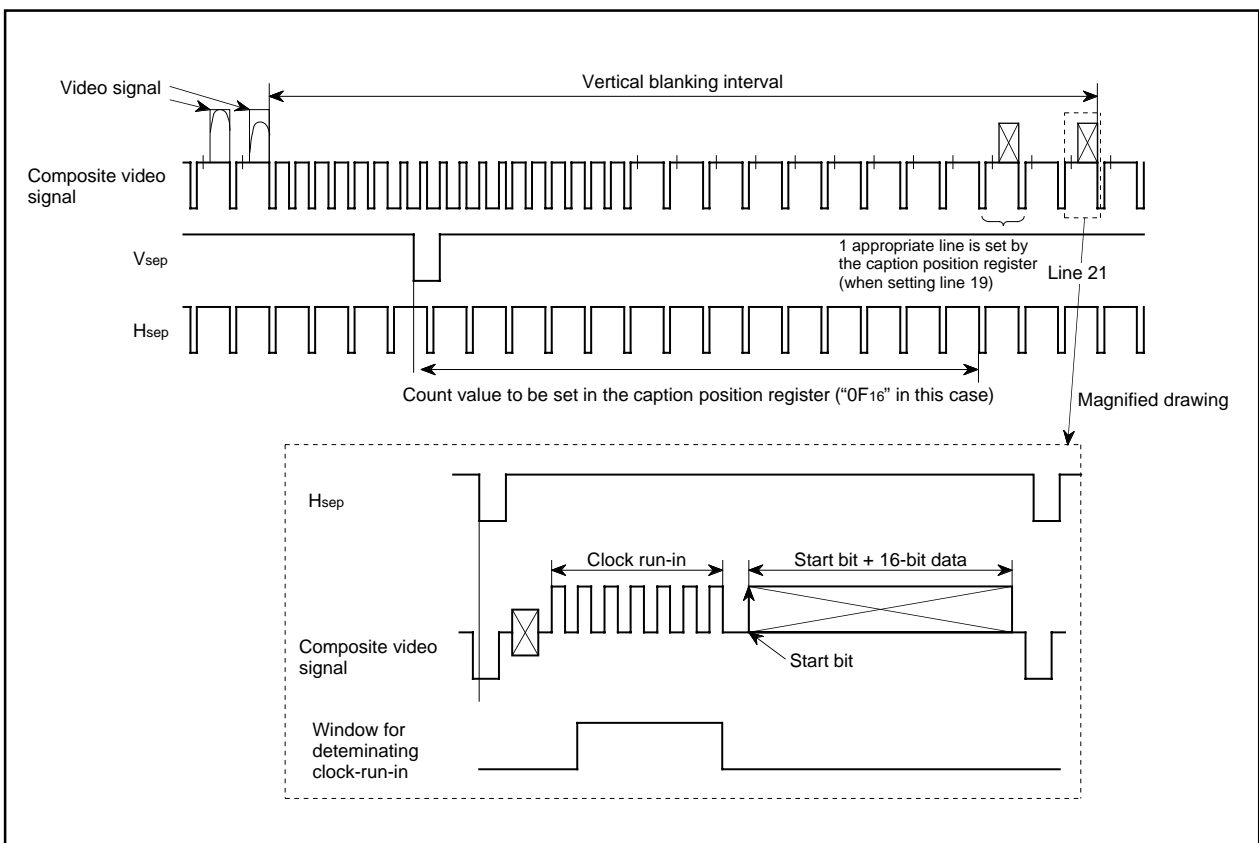 Video signal
Vertical blanking interval
Composite video
signal
Vsep
1 appropriate line is set by
the caption position register
(when setting line 19)
Line 21
Hsep
Count value to be set in the caption position register (“0F16” in this case)
Magnified drawing
Hsep
Clock run-in
Start bit + 16-bit data
Composite video
signal
Start bit
Window for
deteminating
clock-run-in